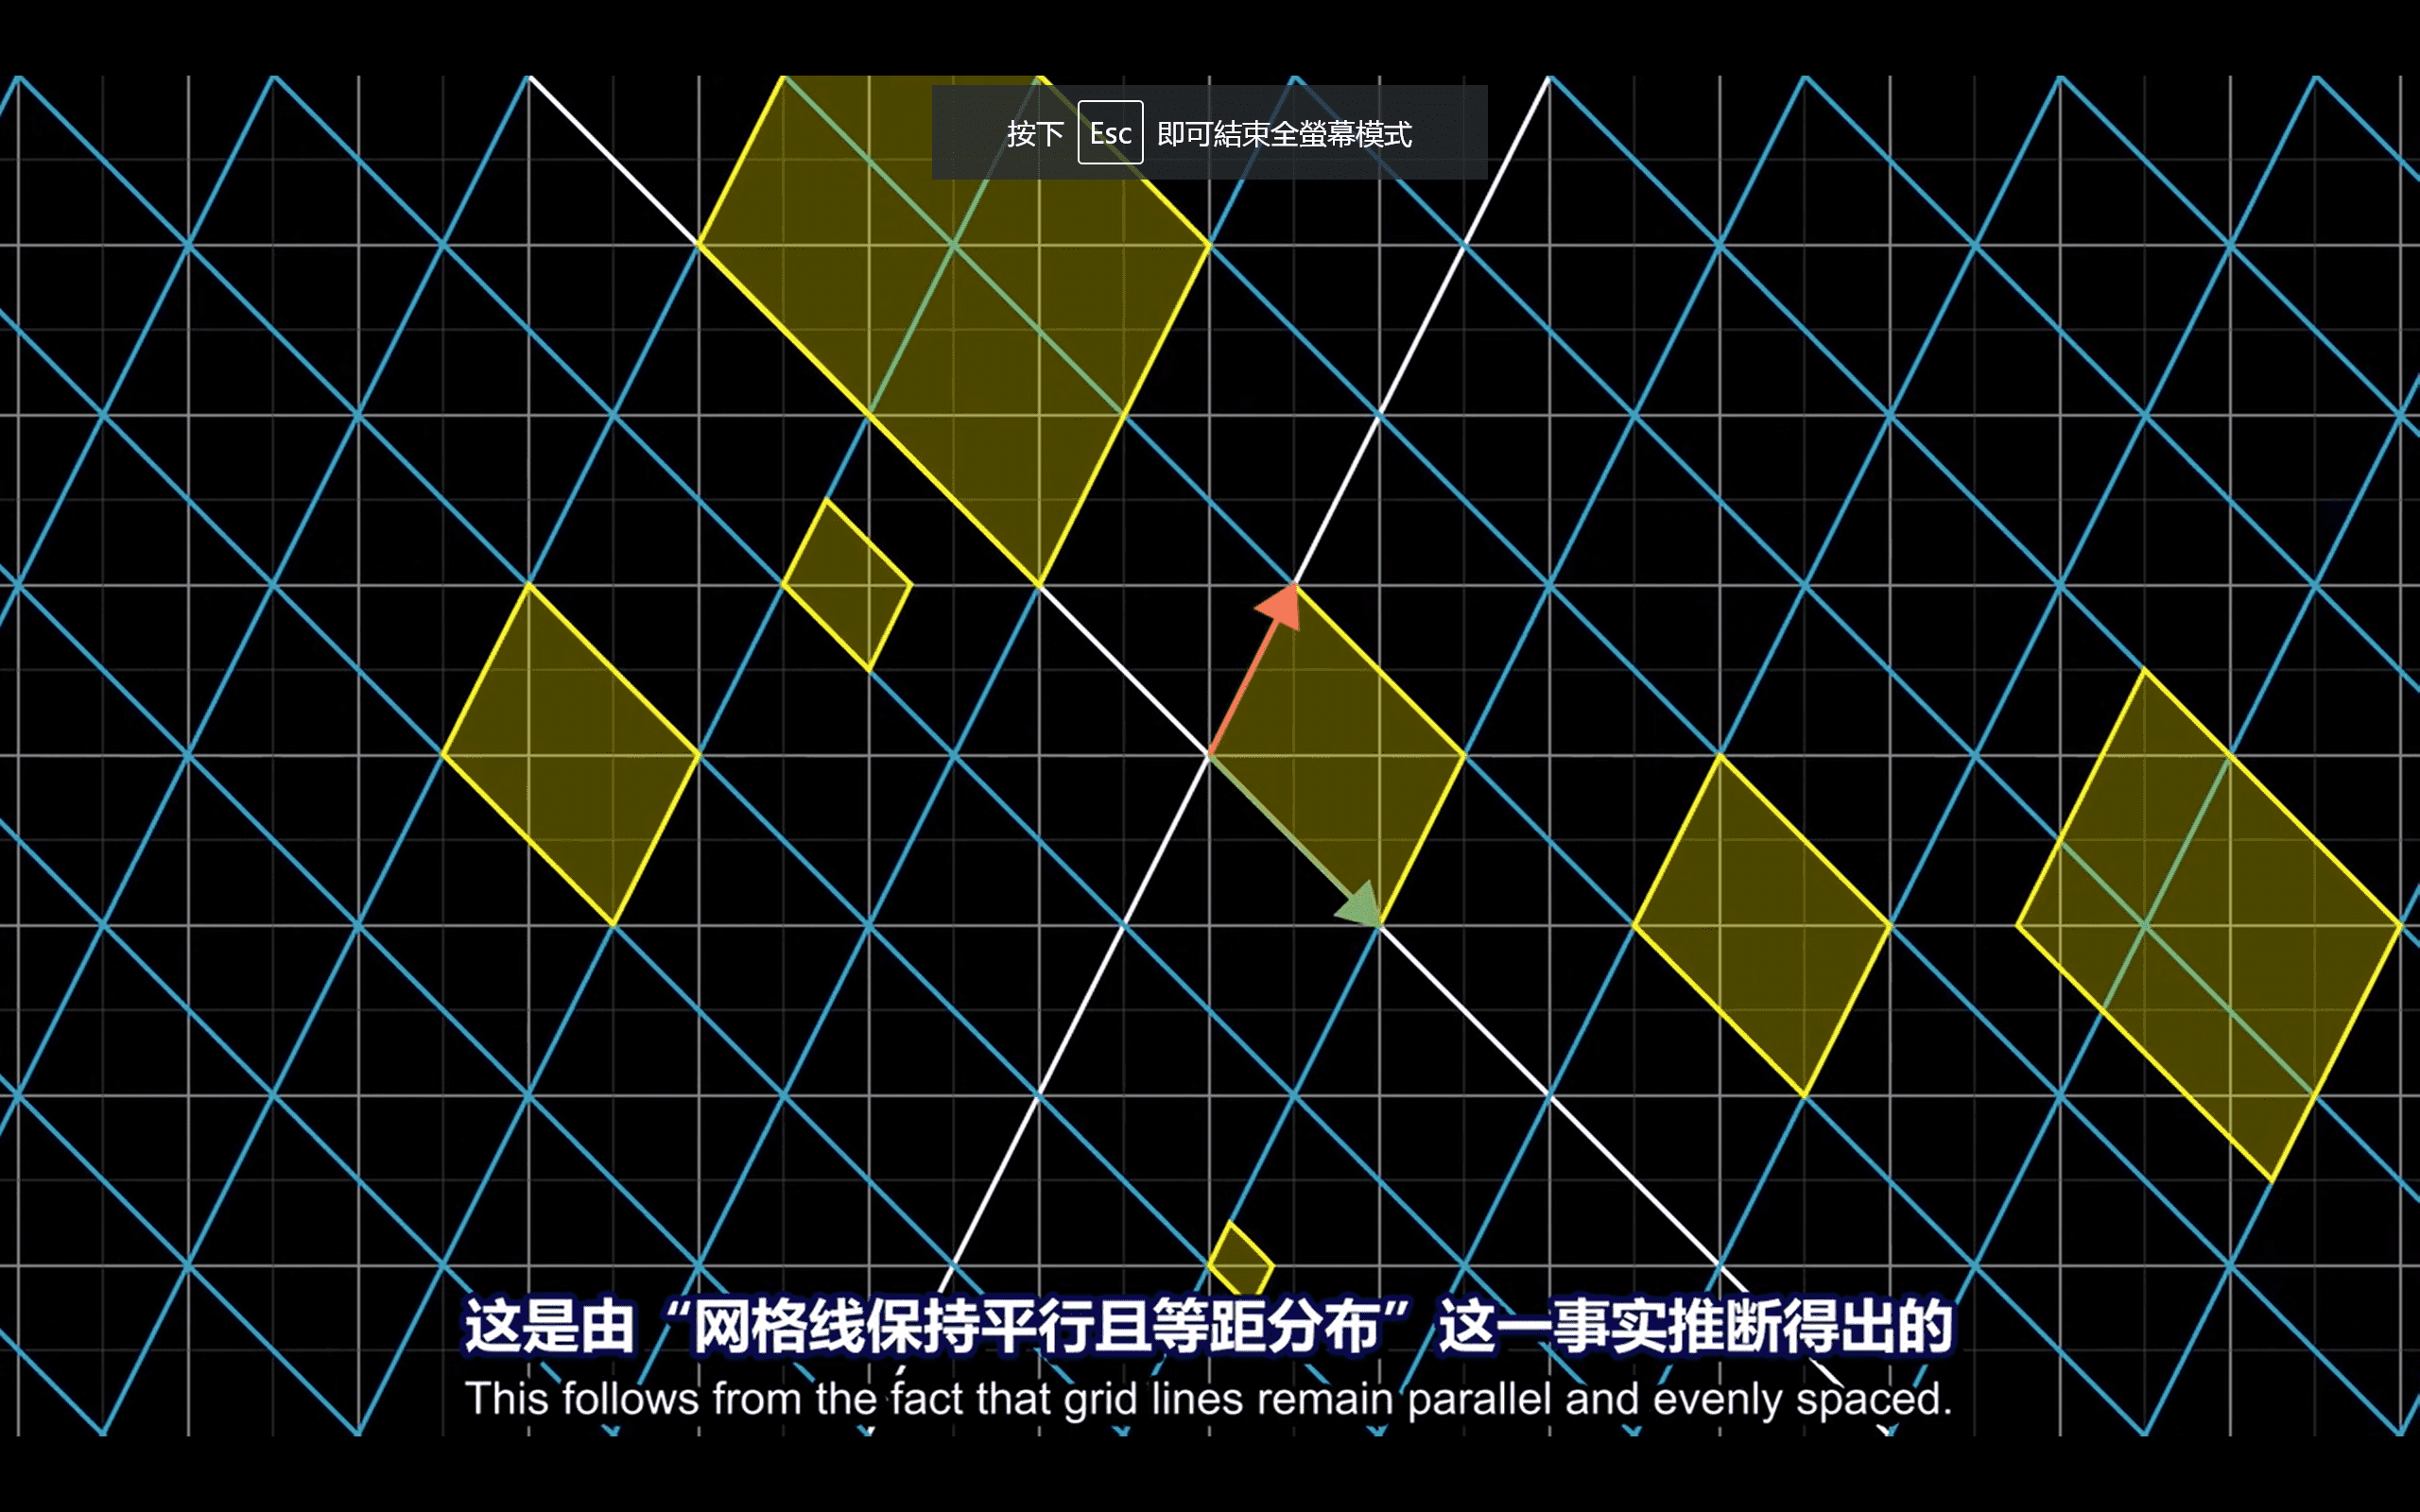 按下 Esc 即可結束全螢幕模式
这是由“网格线保持平行且等距分布”这一事实推断得出的
This follows from the fact that grid lines remain parallel and evenly spaced.